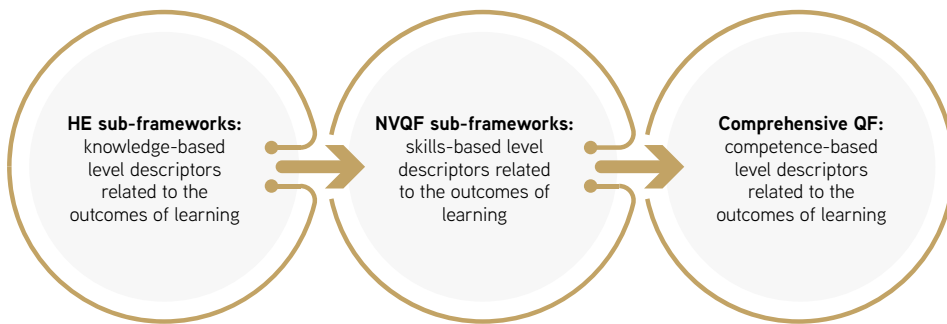 HE sub-frameworks:
knowledge-based
level descriptors
related to the
outcomes of learning
NVQF sub-frameworks:
skills-based level
descriptors related
to the outcomes of
learning
Comprehensive QF:
competence-based
level descriptors
related to the
outcomes of learning